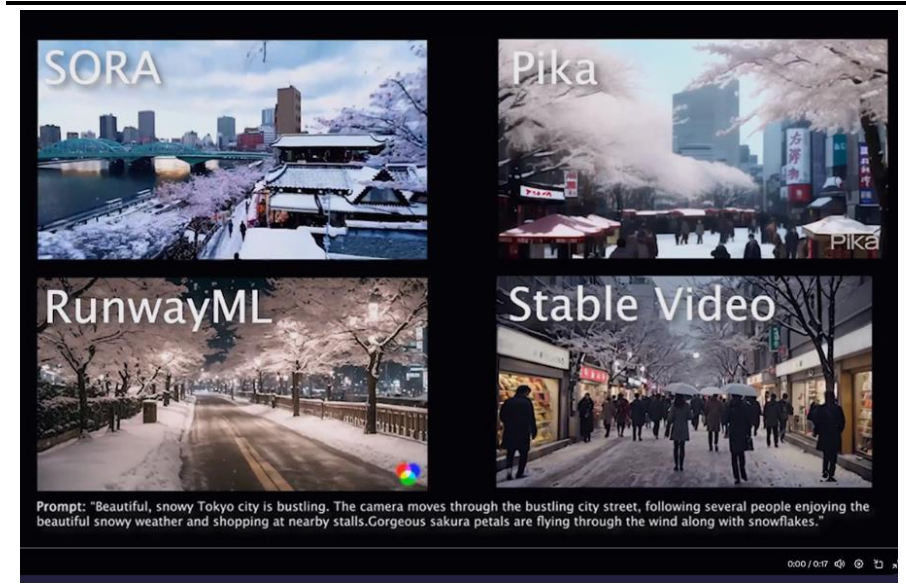 SORA
Pika
Pika
RunwayML
Stable Video
Prompt: "Beautiful, snowy Tokyo city is bustling. The camera moves through the bustling city street, following several people enjoying the
beautiful snowy weather and shopping at nearby stalls.Gorgeous sakura petals are flying through the wind along with snowflakes."
0:00 / 0:17